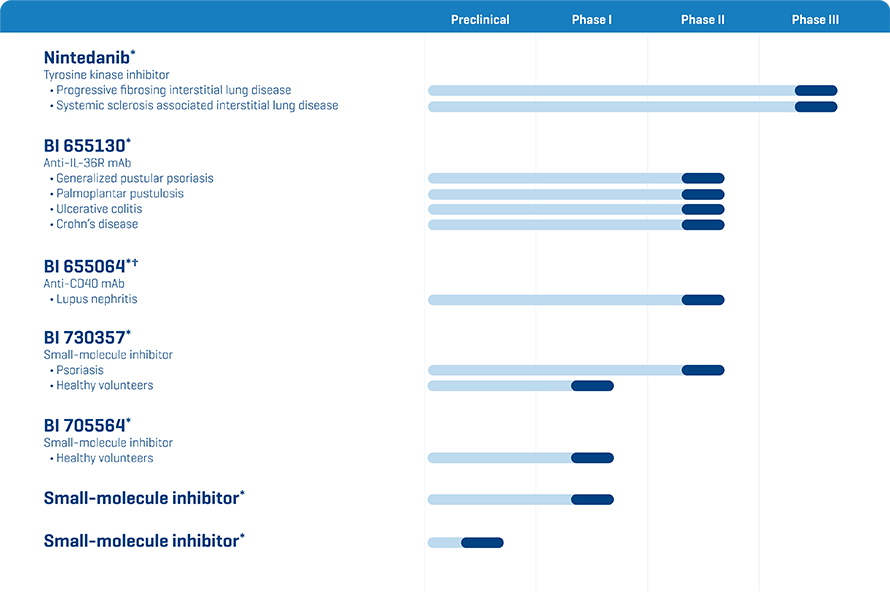 Preclinical Phase I Phase II Phase III
Nintedanib*
Tyrosine kinase inhibitor
• Progressive fibrosing interstitial lung disease
• Systemic sclerosis associated interstitial lung disease
BI 655130*
Anti-IL-36R mAb
• Generalized pustular psoriasis
• Palmoplantar pustulosis
• Ulcerative colitis
• Crohn's disease
BI 655064*†
Anti-CD40 mAb
• Lupus nephritis
BI 730357*
Small-molecule inhibitor
• Psoriasis
• Healthy volunteers
BI 705564*
Small-molecule inhibitor
• Healthy volunteers
Small-molecule inhibitor*
Small-molecule inhibitor*